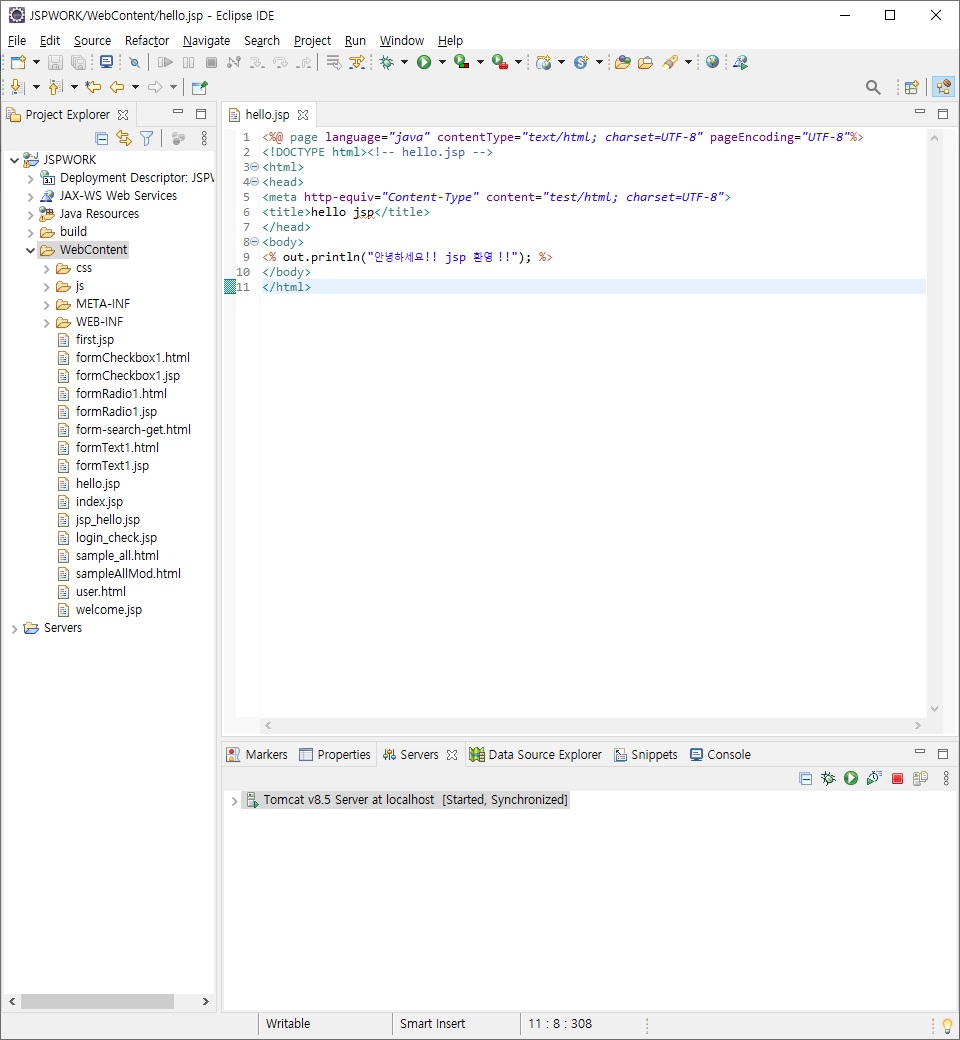 JSPWORK/WebContent/hello.jsp - Eclipse IDE
File Edit Source Refactor Navigate Search Project Run Window Help
Project Explorer
JSPWORK
Deployment Descriptor: JSPW
JAX-WS Web Services
Java Resources
build
WebContent
css
js
META-INF
WEB-INF
first.jsp
formCheckbox1.html
formCheckbox1.jsp
formRadio1.html
formRadio1.jsp
form-search-get.html
formText1.html
formText1.jsp
hello.jsp
index.jsp
jsp_hello.jsp
login_check.jsp
sample_all.html
sampleAllMod.html
user.html
welcome.jsp
Servers
hello.jsp
1 <%@ page language="java" contentType="text/html; charset=UTF-8" pageEncoding="UTF-8"%>
2 <!DOCTYPE html><!-- hello.jsp -->
3 <html>
4 <head>
5 <meta http-equiv="Content-Type" content="test/html; charset=UTF-8">
6 <title>hello jsp</title>
7 </head>
8 <body>
9 <% out.println("안녕하세요!! jsp 환영 !!"); %>
10 </body>
11 </html>
Markers Properties Servers Data Source Explorer Snippets Console
Tomcat v8.5 Server at localhost [Started, Synchronized]
Writable Smart Insert 11 : 8 : 308